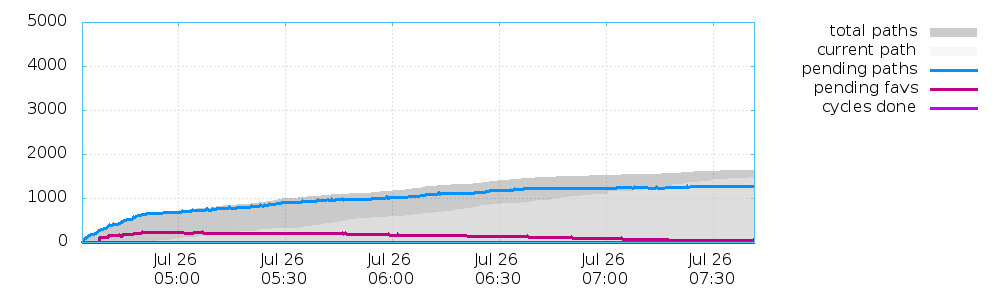 5000
4000
3000
2000
1000
0
Jul 26
05:00
Jul 26
05:30
Jul 26
06:00
Jul 26
06:30
Jul 26
07:00
Jul 26
07:30
total paths
current path
pending paths
pending favs
cycles done